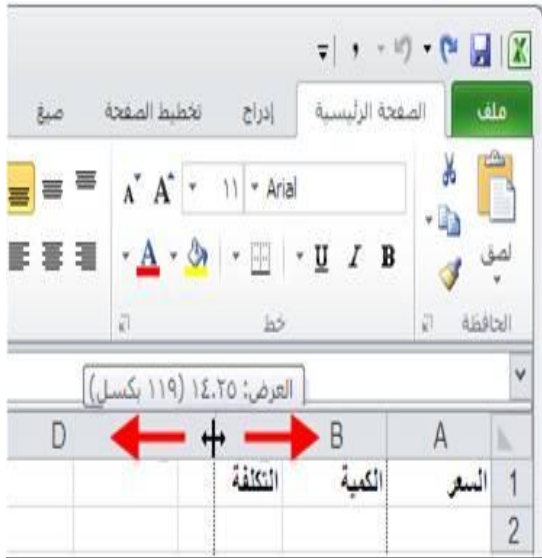 ملف الصفحة الرئيسية إدراج تخطيط الصفحة صيغ
Arial ١١ A A
لصق B I U A
الحافظة خط
العرض: ١٤.٢٥ (١١٩ بكسل)
A B D
1 السعر الكمية التكلفة
2